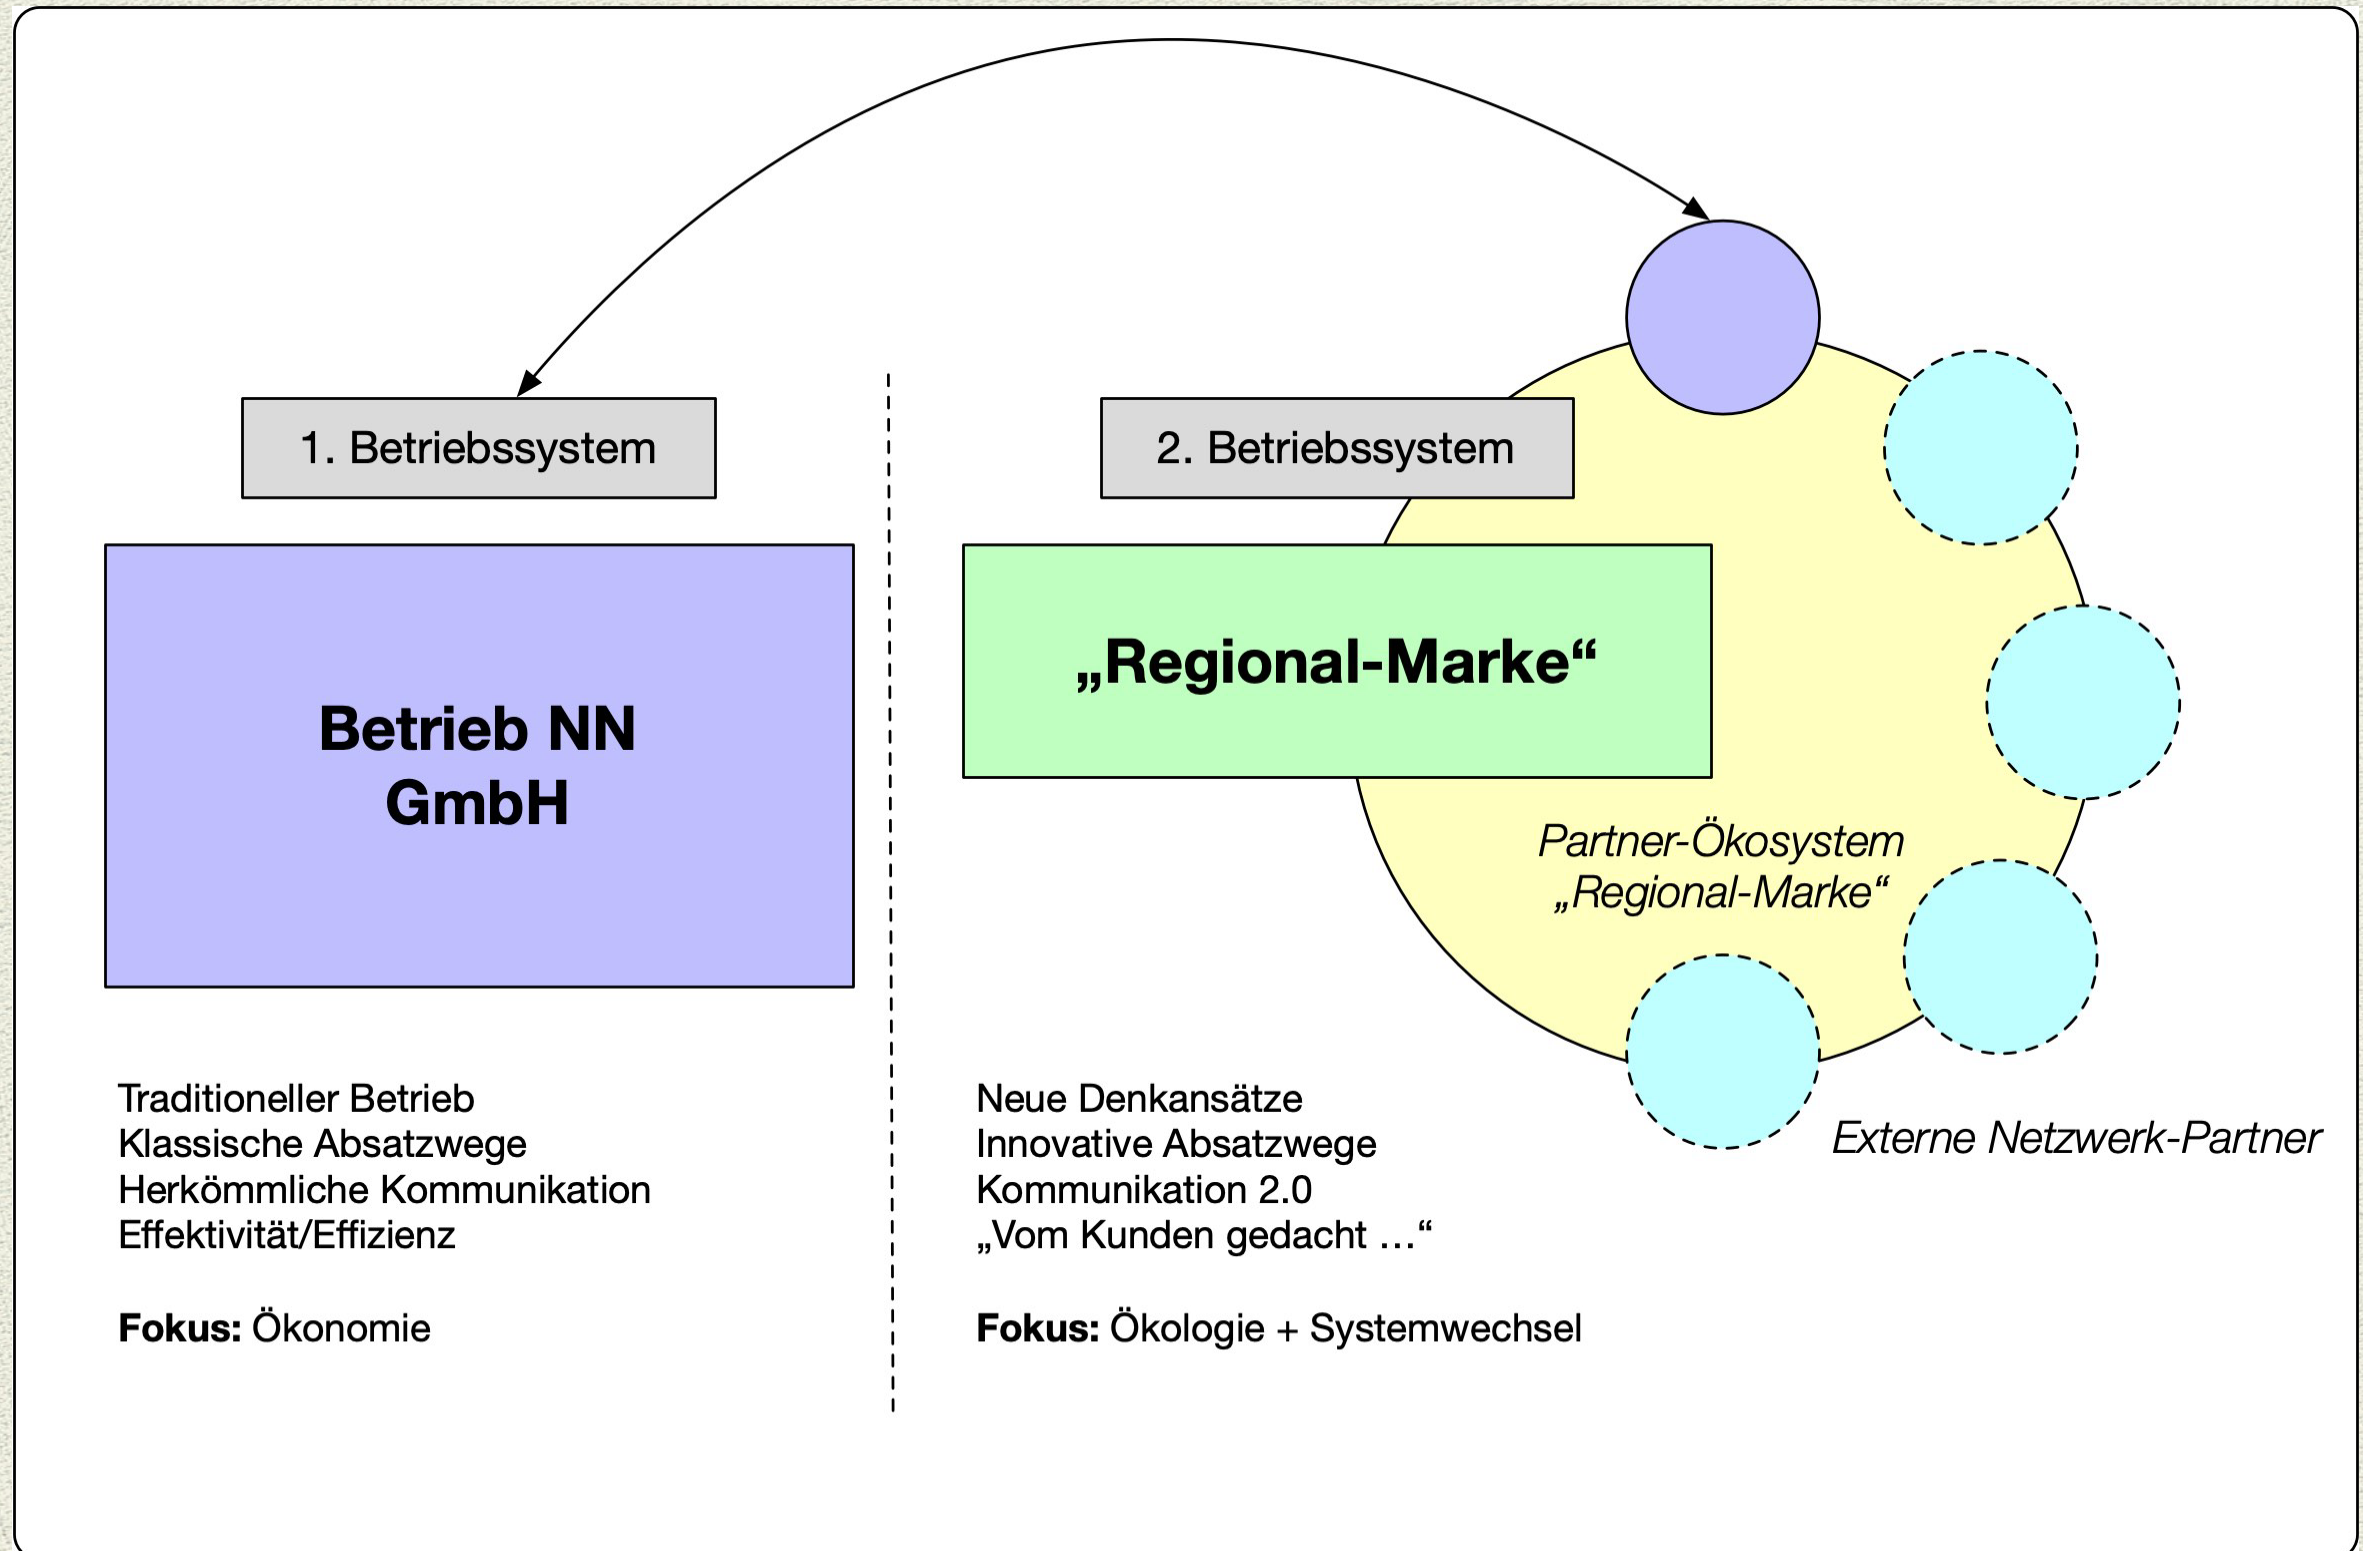 1. Betriebssystem
Betrieb NN
GmbH
Traditioneller Betrieb
Klassische Absatzwege
Herkömmliche Kommunikation
Effektivität/Effizienz
Fokus: Ökonomie
2. Betriebssystem
„Regional-Marke“
Partner-Ökosystem
„Regional-Marke“
Externe Netzwerk-Partner
Neue Denkansätze
Innovative Absatzwege
Kommunikation 2.0
„Vom Kunden gedacht …“
Fokus: Ökologie + Systemwechsel